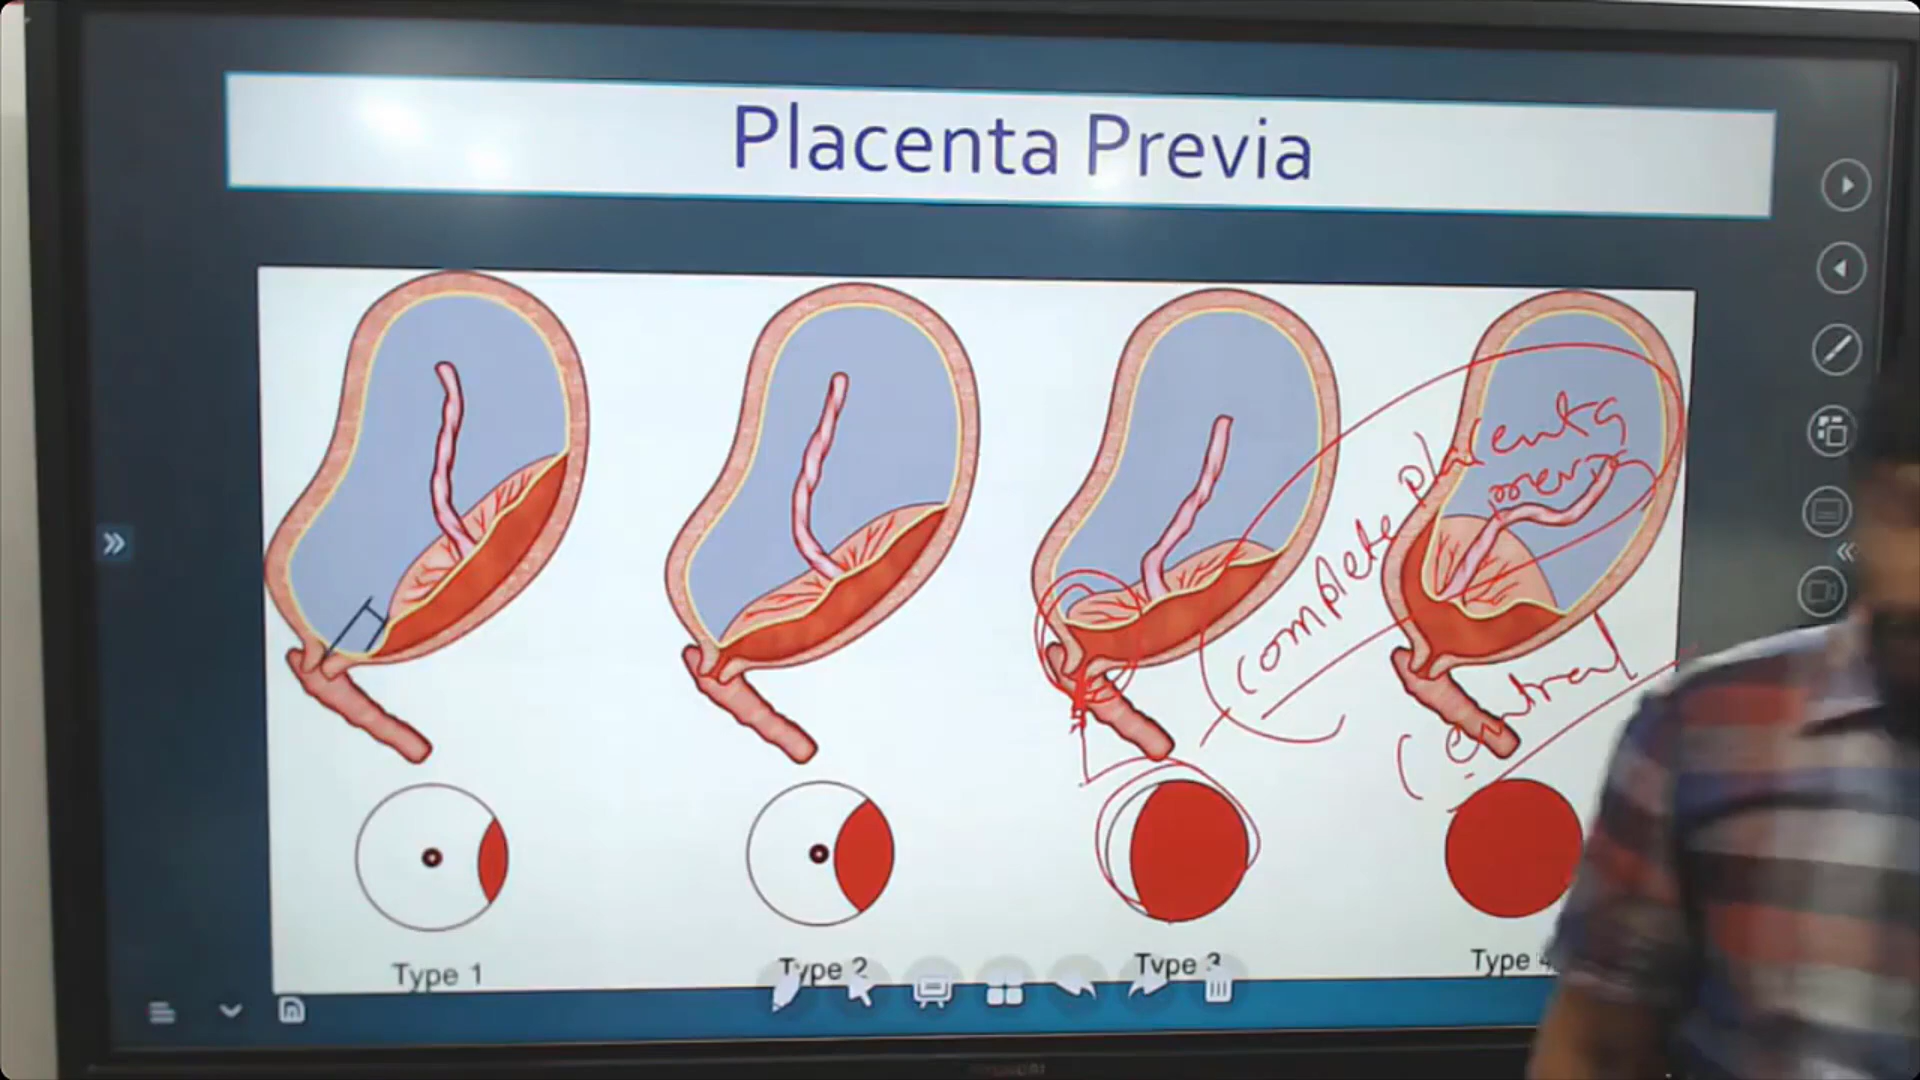 Placenta Previa
complete placenta
previa
(central
Type 1
Type 2
Type 3
Type 4